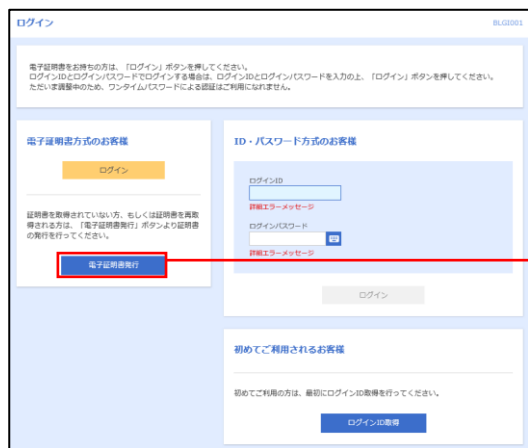 ログイン
BLGI001
電子証明書をお持ちの方は、「ログイン」ボタンを押してください。
ログインIDとログインパスワードでログインする場合は、ログインIDとログインパスワードを入力の上、「ログイン」ボタンを押してください。
ただいま調整中のため、ワンタイムパスワードによる認証はご利用になれません。
電子証明書方式のお客様
ログイン
証明書を取得されていない方、もしくは証明書を再取
得される方は、「電子証明書発行」ボタンより証明書
の発行を行ってください。
電子証明書発行
ID・パスワード方式のお客様
ログインID
詳細エラーメッセージ
ログインパスワード
詳細エラーメッセージ
ログイン
初めてご利用されるお客様
初めてご利用の方は、最初にログインID取得を行ってください。
ログインID取得